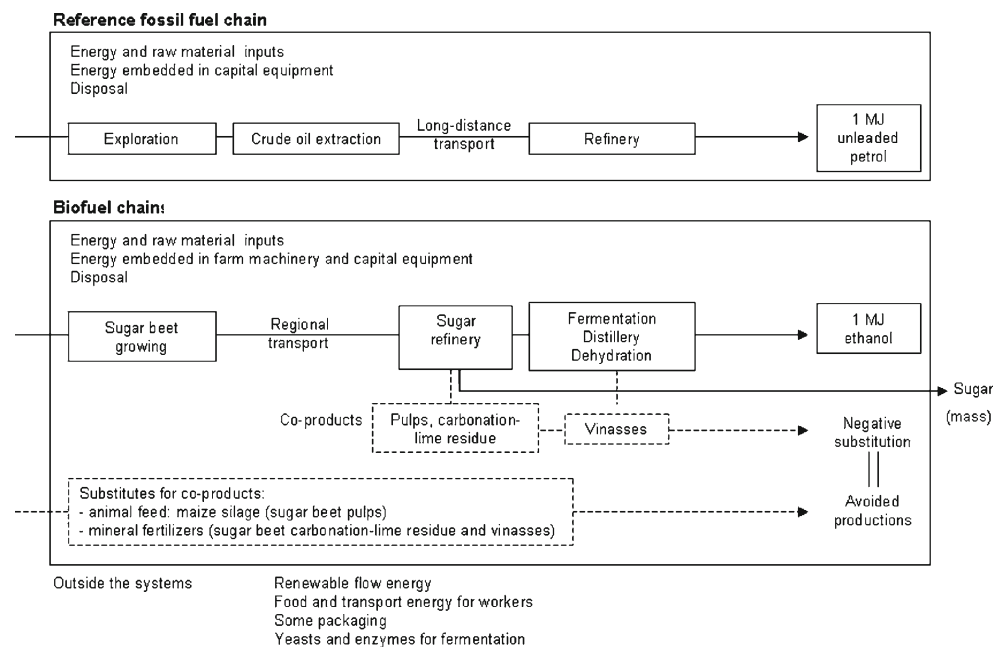 Reference fossil fuel chain
Energy and raw material inputs
Energy embedded in capital equipment
Disposal
Exploration
Crude oil extraction
Long-distance
transport
Refinery
1 MJ
unleaded
petrol
Biofuel chains
Energy and raw material inputs
Energy embedded in farm machinery and capital equipment
Disposal
Sugar beet
growing
Regional
transport
Sugar
refinery
Fermentation
Distillery
Dehydration
1 MJ
ethanol
Sugar
(mass)
Co-products
Pulps, carbonation-
lime residue
Vinasses
Negative
substitution
Substitutes for co-products:
- animal feed: maize silage (sugar beet pulps)
- mineral fertilizers (sugar beet carbonation-lime residue and vinasses)
Avoided
productions
Outside the systems
Renewable flow energy
Food and transport energy for workers
Some packaging
Yeasts and enzymes for fermentation